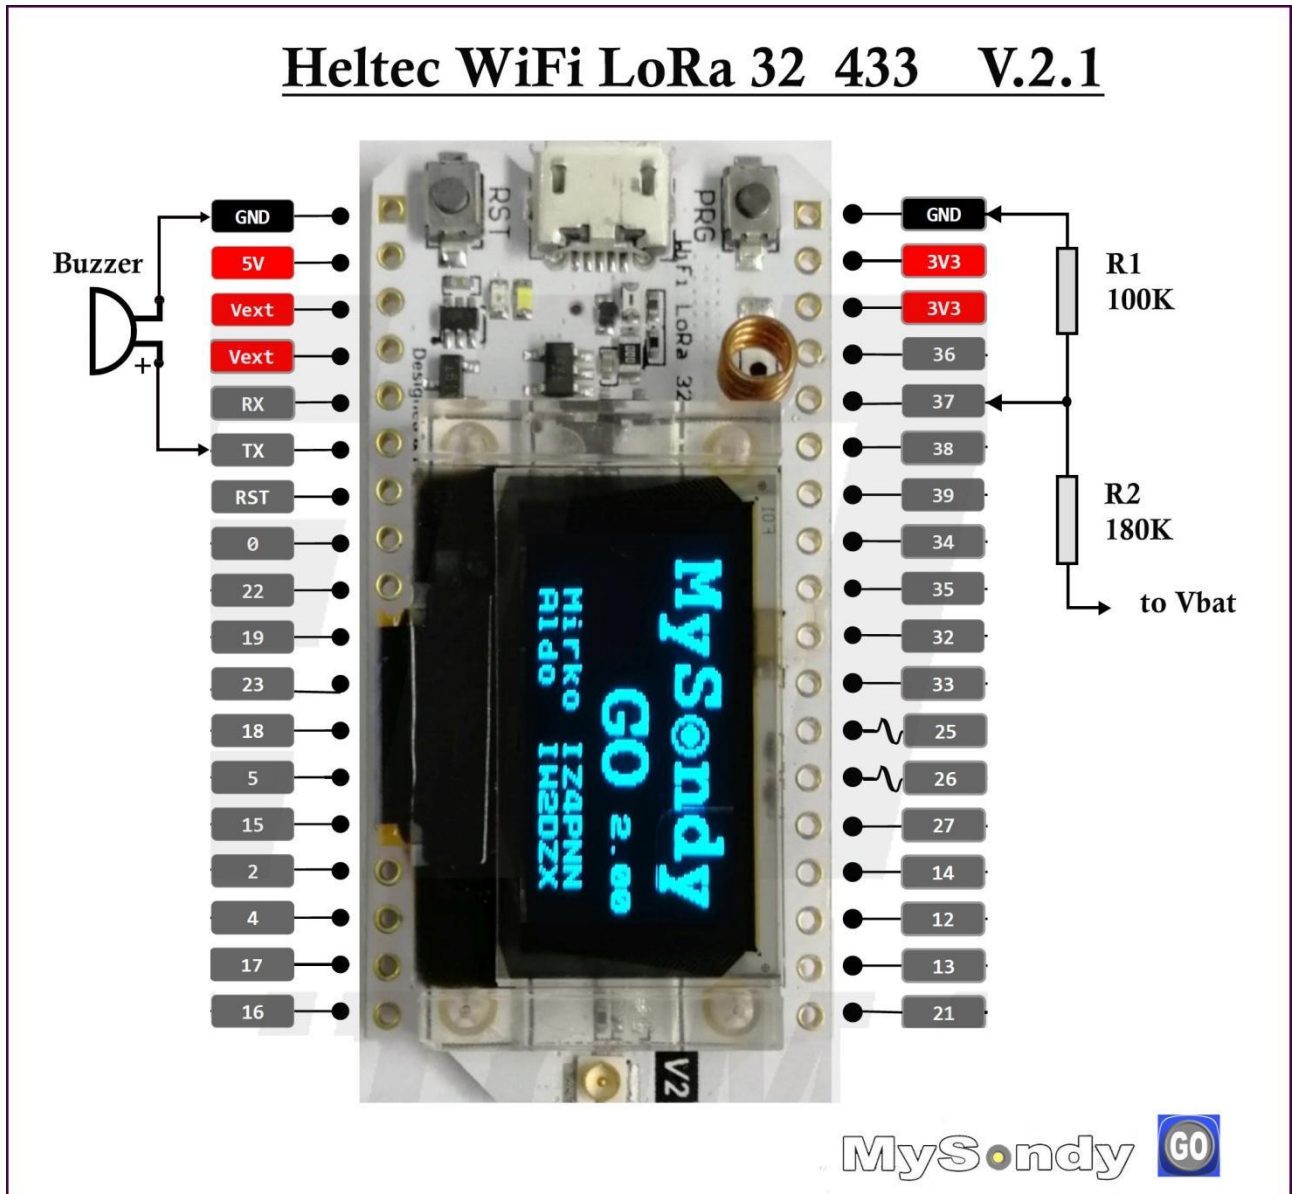 Heltec WiFi LoRa 32 433 V.2.1
RST
PRG
WiFi LoRa 32
Buzzer
+
GND
5V
Vext
Vext
RX
TX
RST
0
22
19
23
18
5
15
2
4
17
16
MySondy
GO 2.00
Mirko IZ4PNN
Aldo IW2DZX
V2
GND
3V3
3V3
36
37
38
39
34
35
32
33
25
26
27
14
12
13
21
R1
100K
R2
180K
to Vbat
MySondy GO